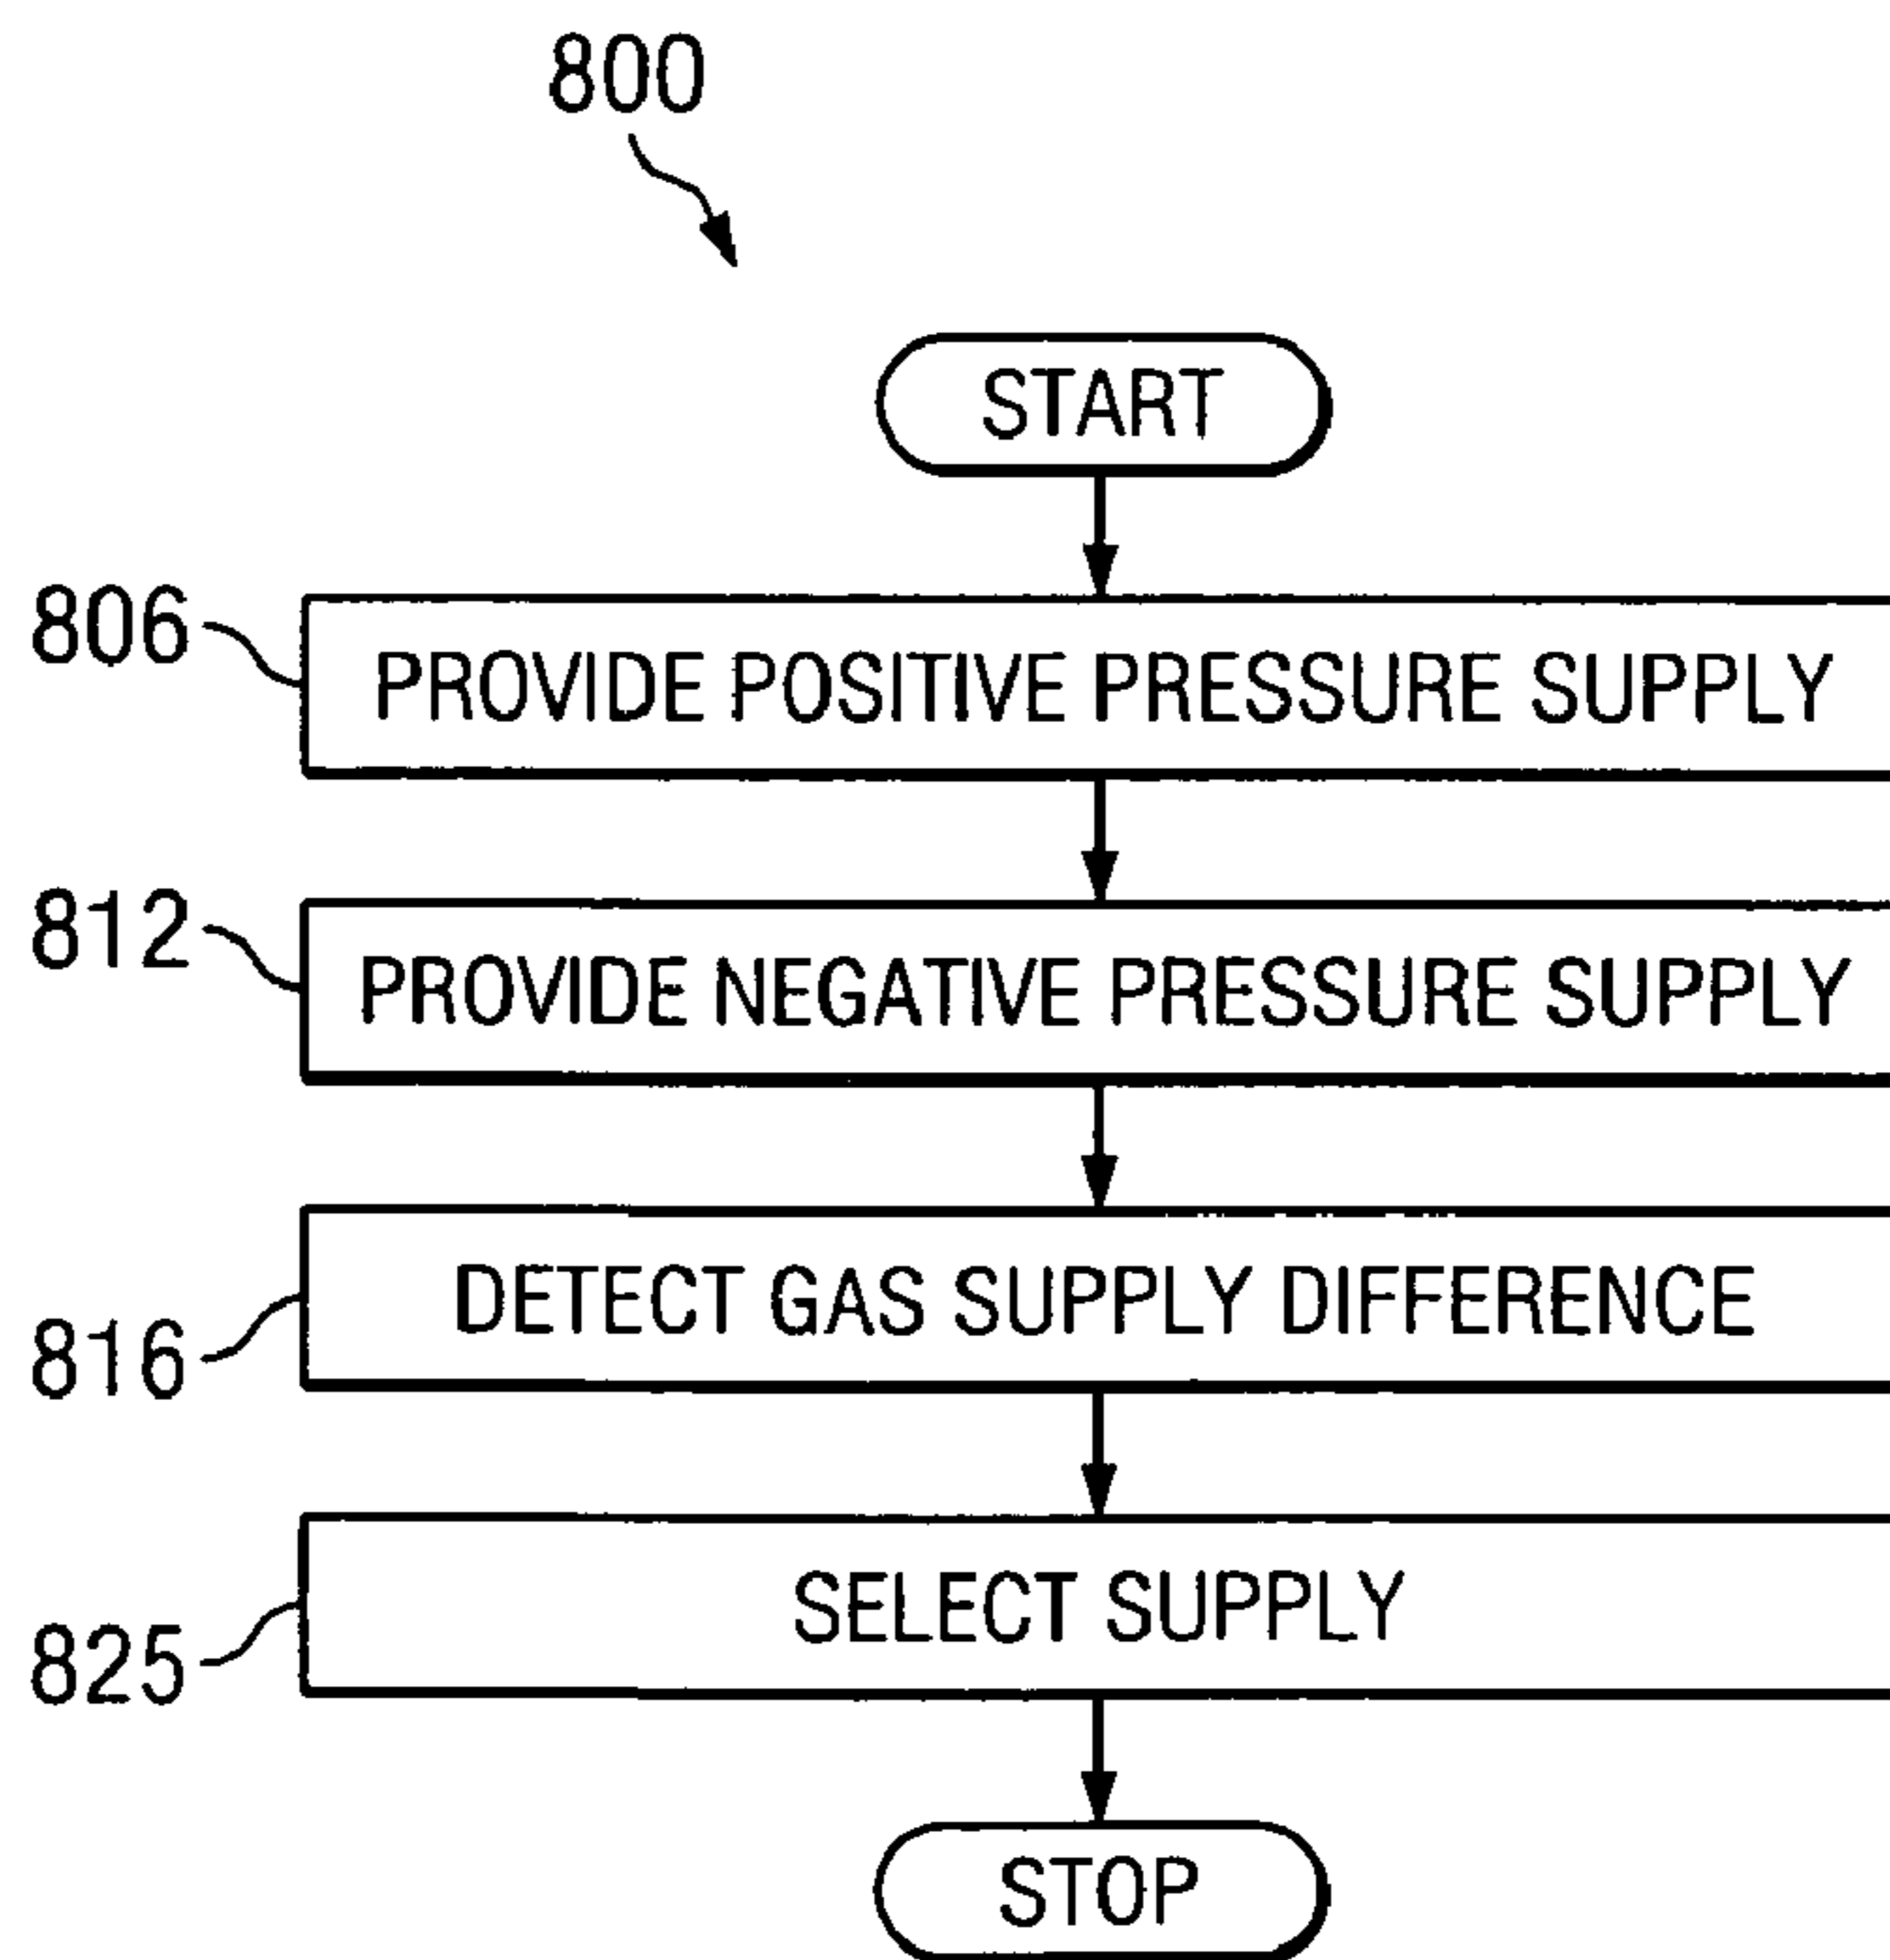 800
START
806
PROVIDE POSITIVE PRESSURE SUPPLY
812
PROVIDE NEGATIVE PRESSURE SUPPLY
816
DETECT GAS SUPPLY DIFFERENCE
825
SELECT SUPPLY
STOP